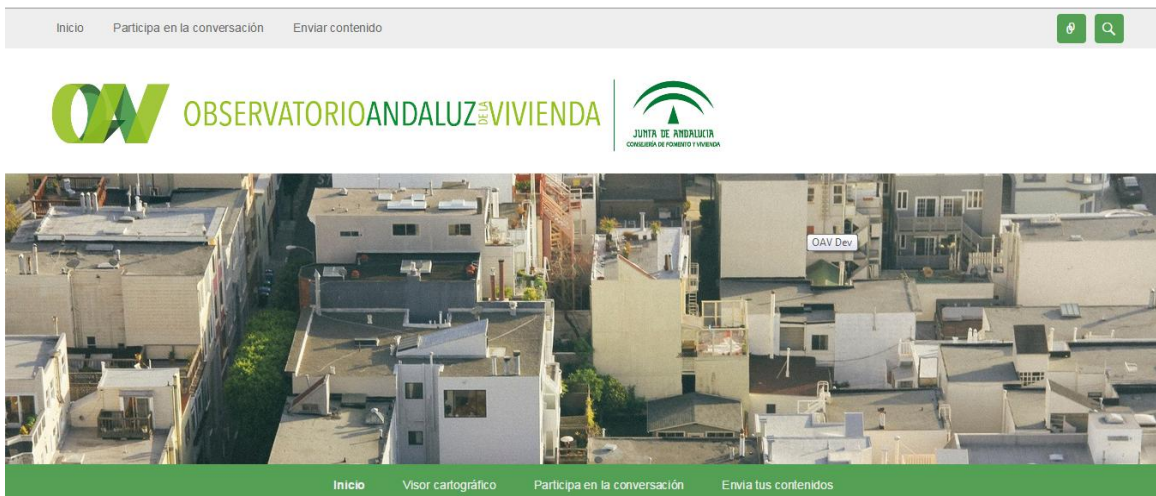 Inicio Participa en la conversación Enviar contenido
OAV OBSERVATORIOANDALUZ DE LA VIVIENDA
JUNTA DE ANDALUCIA
CONSEJERÍA DE FOMENTO Y VIVIENDA
OAV Dev
Inicio Visor cartográfico Participa en la conversación Envia tus contenidos